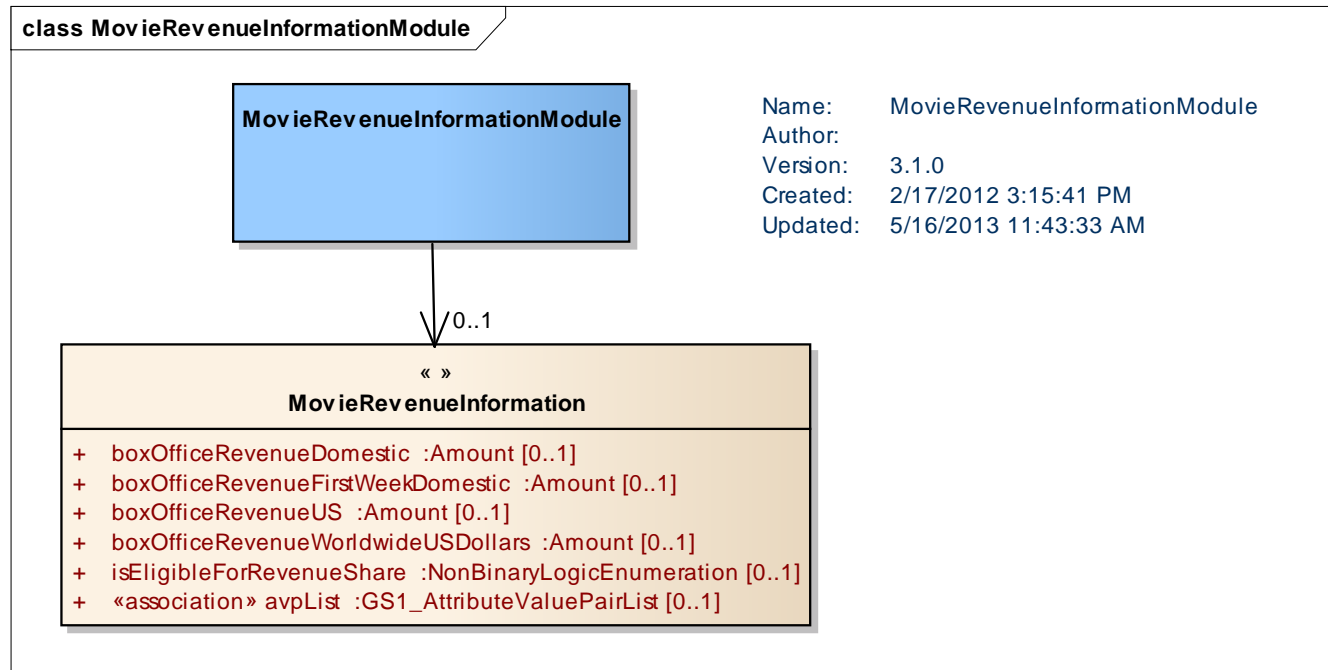 class MovieRevenueInformationModule
MovieRevenueInformationModule
Name: MovieRevenueInformationModule
Author:
Version: 3.1.0
Created: 2/17/2012 3:15:41 PM
Updated: 5/16/2013 11:43:33 AM
0..1
« »
MovieRevenueInformation
+ boxOfficeRevenueDomestic :Amount [0..1]
+ boxOfficeRevenueFirstWeekDomestic :Amount [0..1]
+ boxOfficeRevenueUS :Amount [0..1]
+ boxOfficeRevenueWorldwideUSDollars :Amount [0..1]
+ isEligibleForRevenueShare :NonBinaryLogicEnumeration [0..1]
+ «association» avpList :GS1_AttributeValuePairList [0..1]